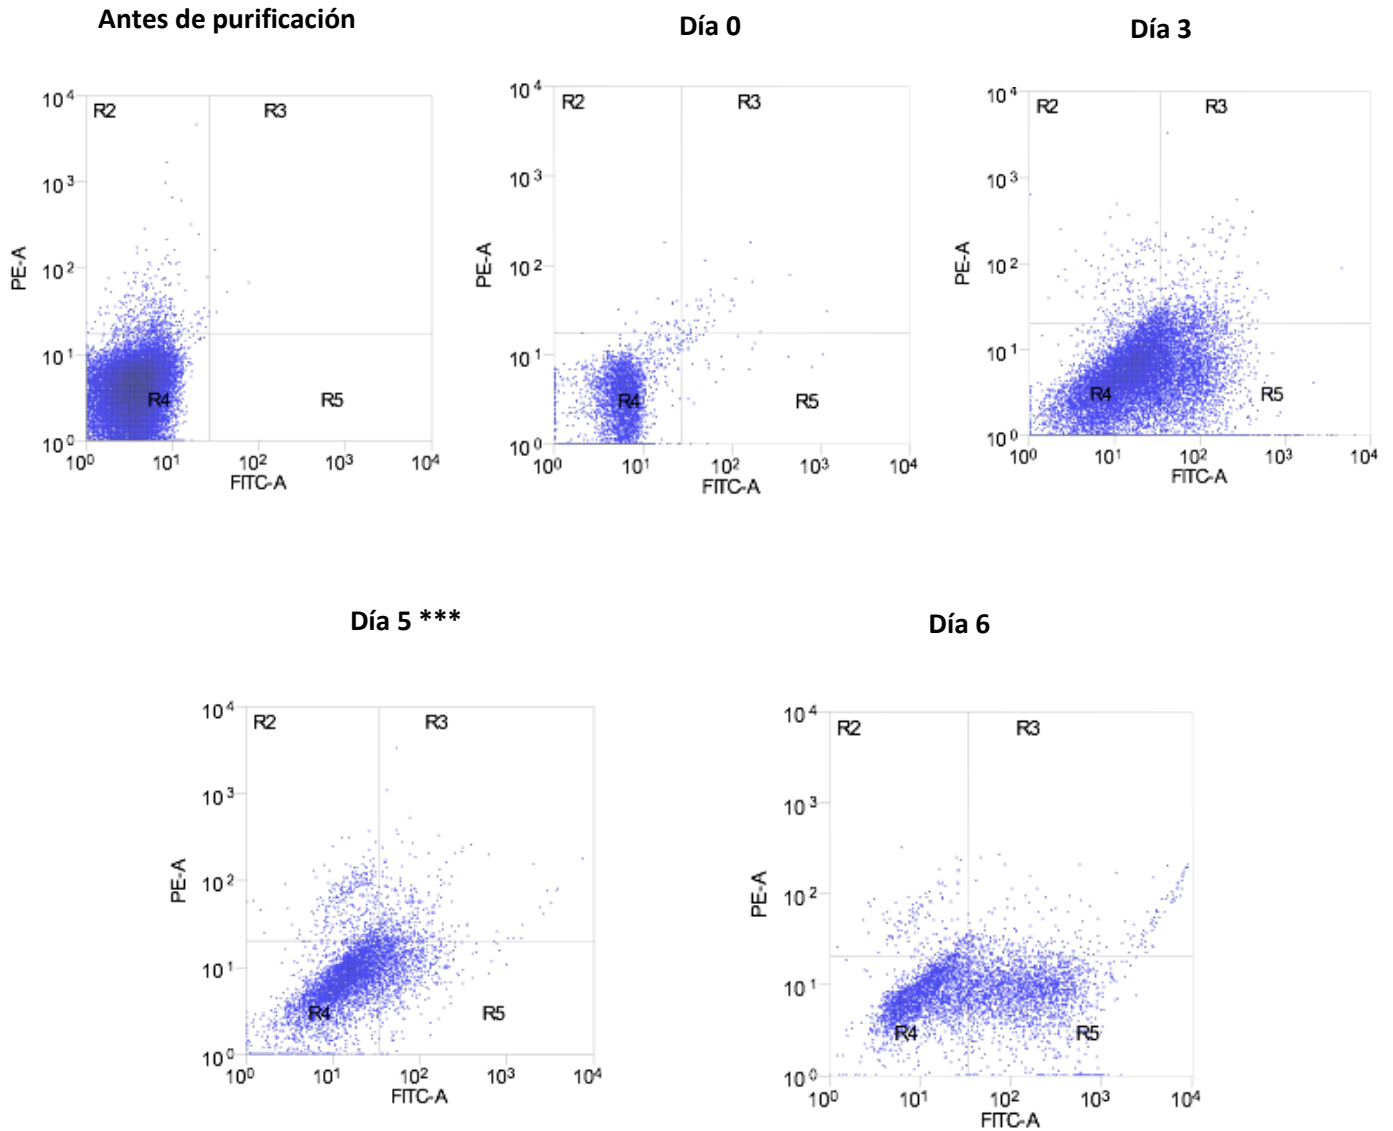 Antes de purificación
Día 0
Día 3
10⁴
10³
10²
10¹
10⁰
PE-A
R2
R3
R4
R5
10⁰ 10¹ 10² 10³ 10⁴
FITC-A
10⁴
10³
10²
10¹
10⁰
PE-A
R2
R3
R4
R5
10⁰ 10¹ 10² 10³ 10⁴
FITC-A
10⁴
10³
10²
10¹
10⁰
PE-A
R2
R3
R4
R5
10⁰ 10¹ 10² 10³ 10⁴
FITC-A
Día 5 ***
Día 6
10⁴
10³
10²
10¹
10⁰
PE-A
R2
R3
R4
R5
10⁰ 10¹ 10² 10³ 10⁴
FITC-A
10⁴
10³
10²
10¹
10⁰
PE-A
R2
R3
R4
R5
10⁰ 10¹ 10² 10³ 10⁴
FITC-A